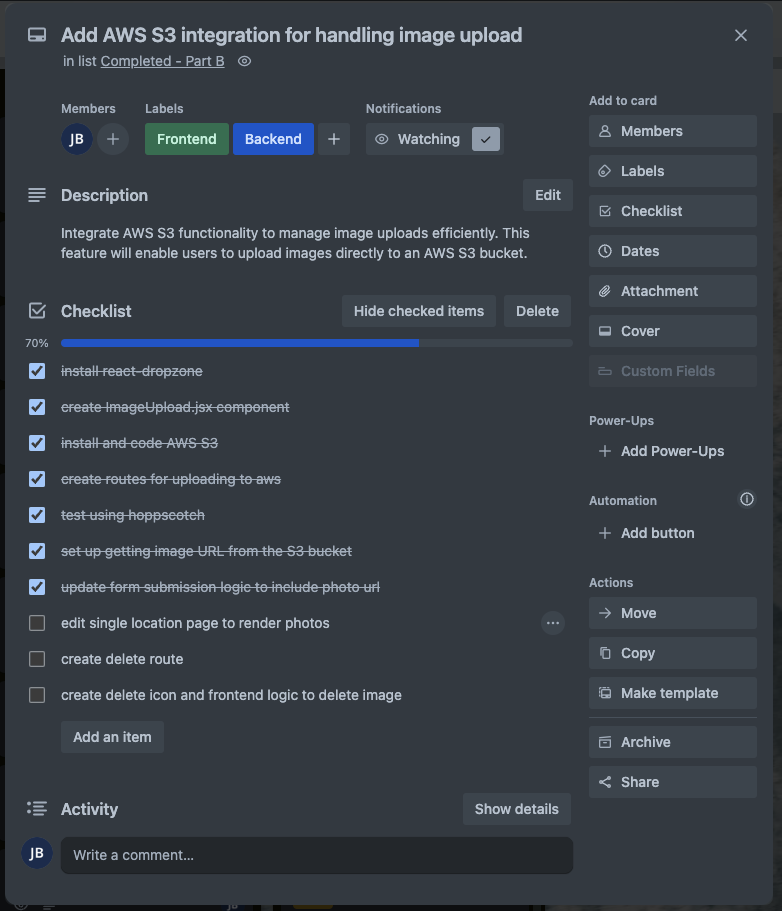 Add AWS S3 integration for handling image upload
in list Completed - Part B
Members
JB
Labels
Frontend
Backend
Notifications
Watching
Description
Edit
Integrate AWS S3 functionality to manage image uploads efficiently. This
feature will enable users to upload images directly to an AWS S3 bucket.
Checklist
Hide checked items
Delete
70%
install react-dropzone
create ImageUpload.jsx component
install and code AWS S3
create routes for uploading to aws
test using hoppscotch
set up getting image URL from the S3 bucket
update form submission logic to include photo url
edit single location page to render photos
create delete route
create delete icon and frontend logic to delete image
Add an item
Activity
Show details
JB
Write a comment...
Add to card
Members
Labels
Checklist
Dates
Attachment
Cover
Custom Fields
Power-Ups
Add Power-Ups
Automation
Add button
Actions
Move
Copy
Make template
Archive
Share